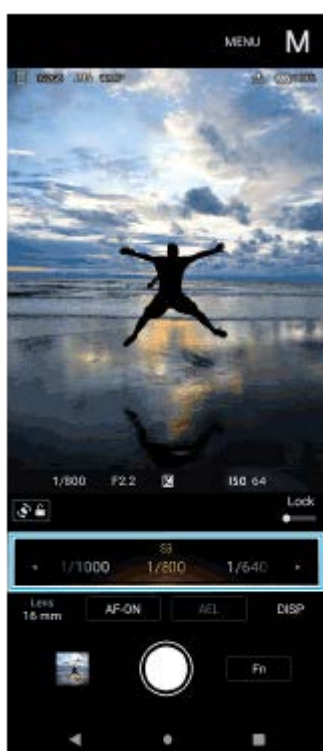 MENU M
1/800 F2.2 ISO 64
Lock
SS
1/1000 1/800 1/640
Lens
16 mm AF-ON AEL DISP
Fn